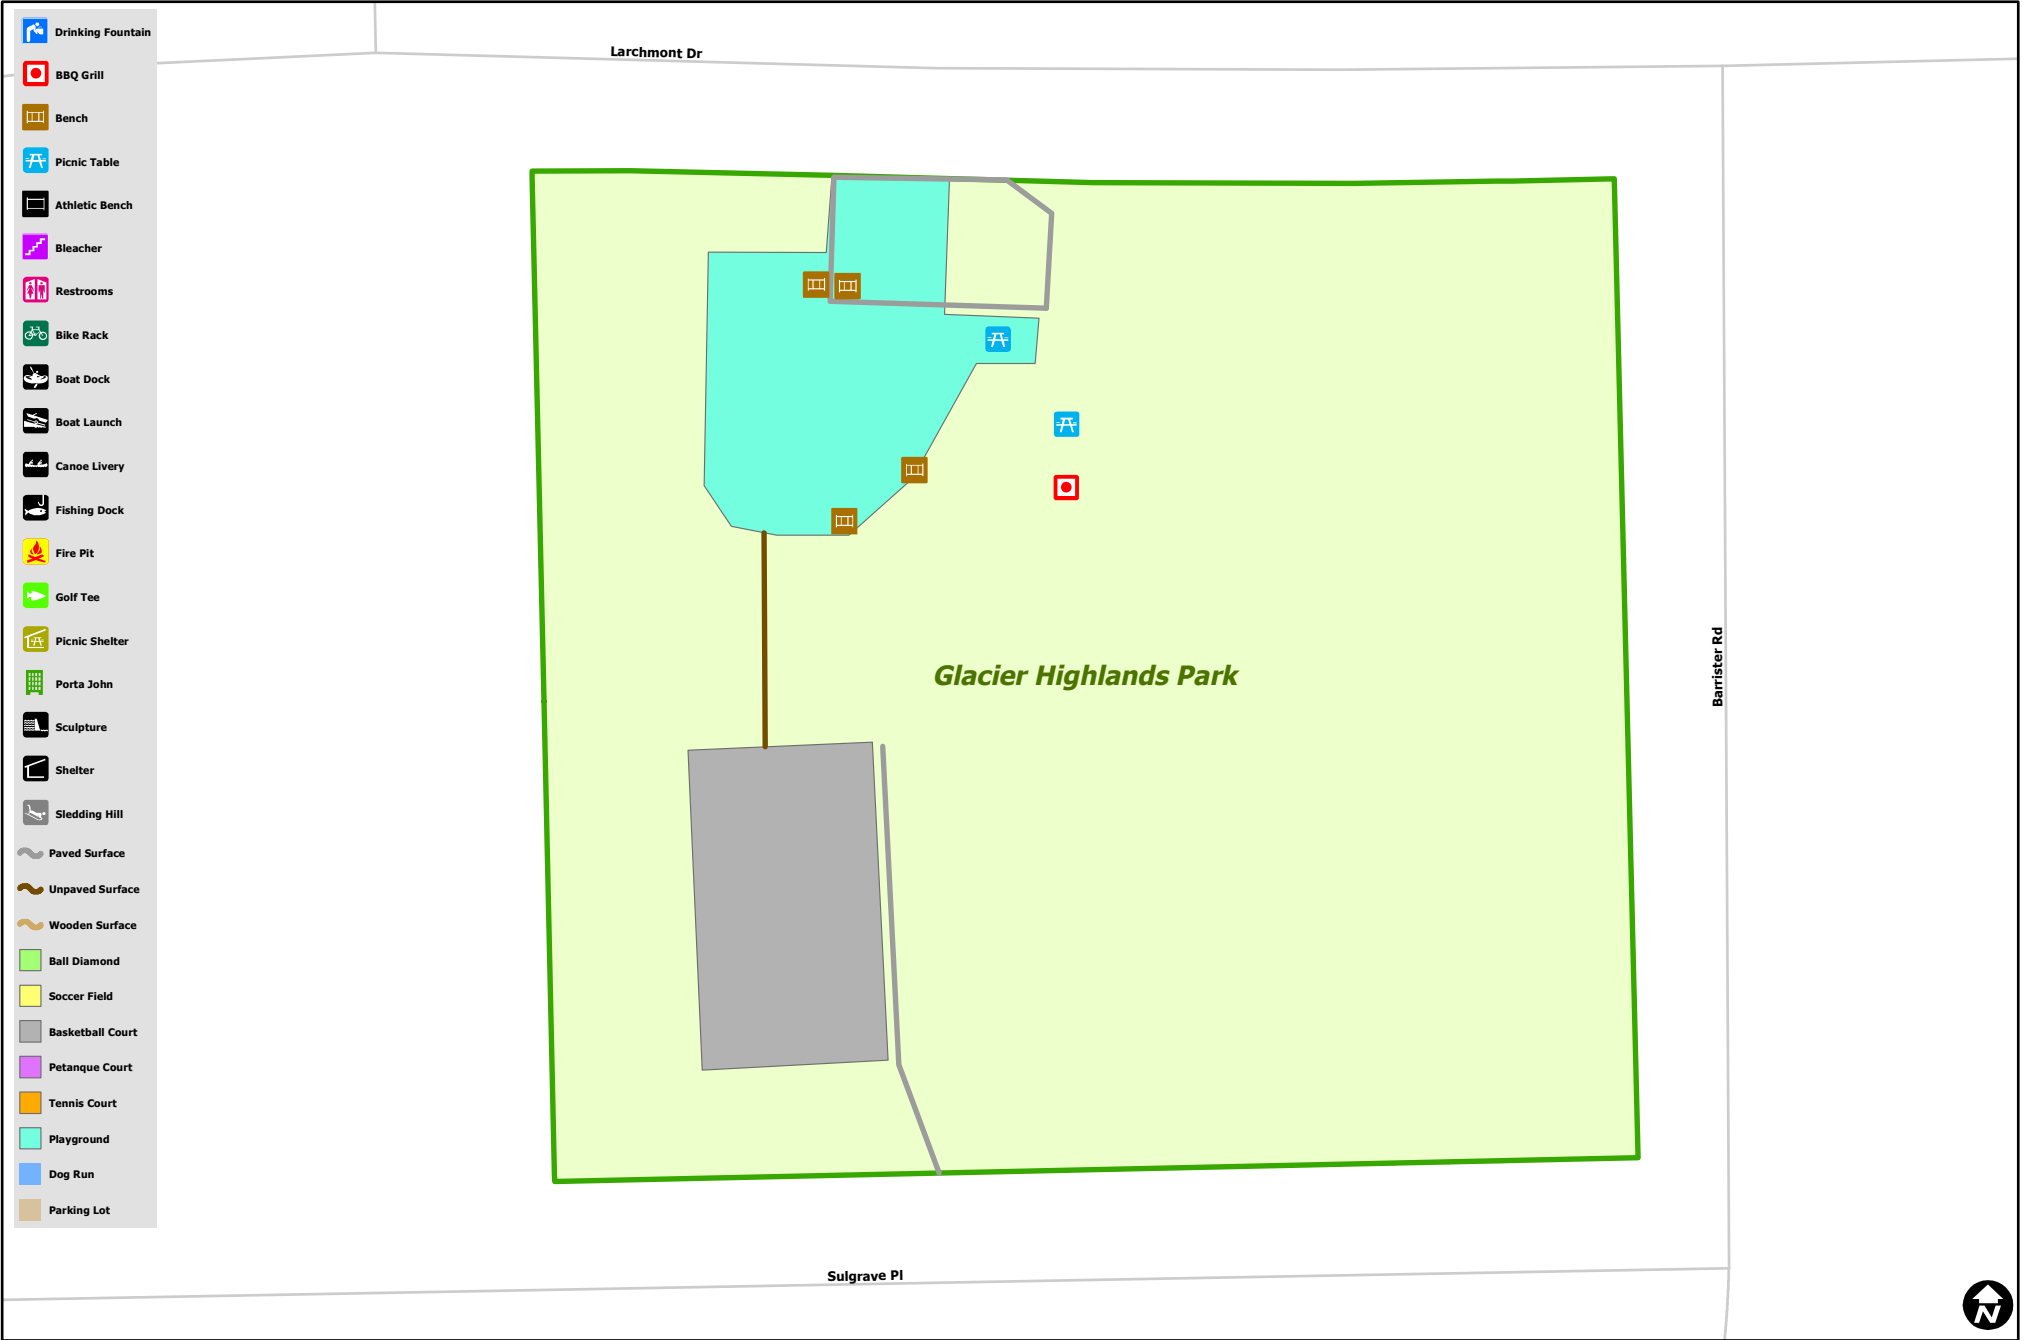 Drinking Fountain
BBQ Grill
Bench
Picnic Table
Athletic Bench
Bleacher
Restrooms
Bike Rack
Boat Dock
Boat Launch
Canoe Livery
Fishing Dock
Fire Pit
Golf Tee
Picnic Shelter
Porta John
Sculpture
Shelter
Sledding Hill
Paved Surface
Unpaved Surface
Wooden Surface
Ball Diamond
Soccer Field
Basketball Court
Petanque Court
Tennis Court
Playground
Dog Run
Parking Lot
Larchmont Dr
Glacier Highlands Park
Barrister Rd
Sulgrave Pl
N